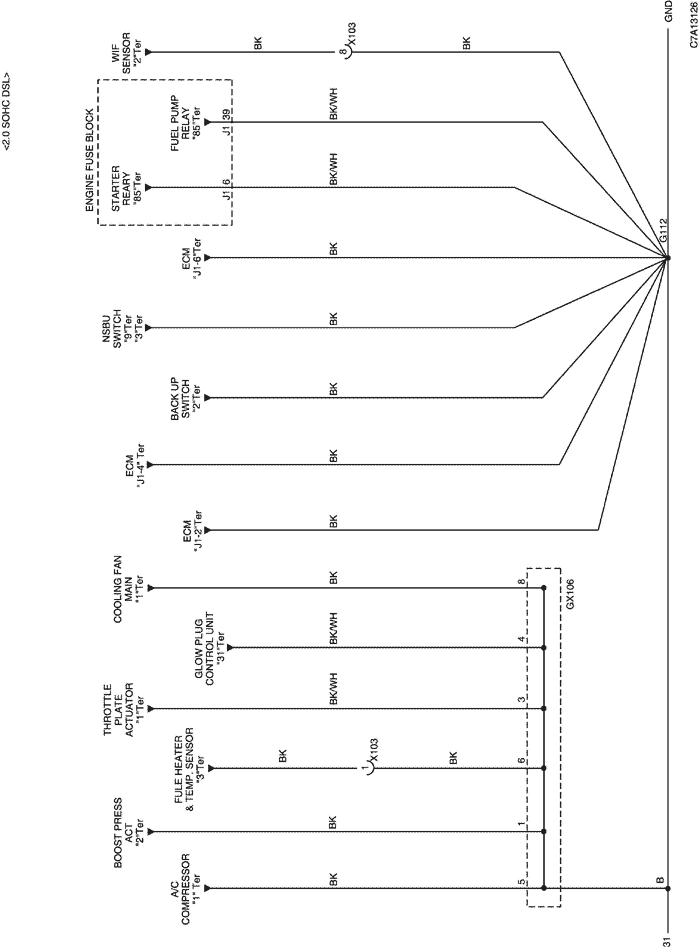 <2.0 SOHC DSL>
A/C
COMPRESSOR
"1" Ter
BK
5
BOOST PRESS
ACT
"2"Ter
BK
1
FULE HEATER
& TEMP. SENSOR
"3"Ter
BK
1
X103
BK
6
THROTTLE
PLATE
ACTUATOR
"1"Ter
BK/WH
3
GLOW PLUG
CONTROL UNIT
"31"Ter
BK/WH
4
COOLING FAN
MAIN
"1"Ter
BK
8
GX106
ECM
"J1-2"Ter
BK
ECM
"J1-4" Ter
BK
BACK UP
SWITCH
"2"Ter
BK
NSBU
SWITCH
"9"Ter
"3"Ter
BK
ECM
"J1-6"Ter
BK
ENGINE FUSE BLOCK
STARTER
REARY
"85"Ter
J1 6
BK/WH
FUEL PUMP
RELAY
"85"Ter
J1 39
BK/WH
WIF
SENSOR
"2"Ter
BK
8
X103
BK
31
B
G112
GND
C7A13126